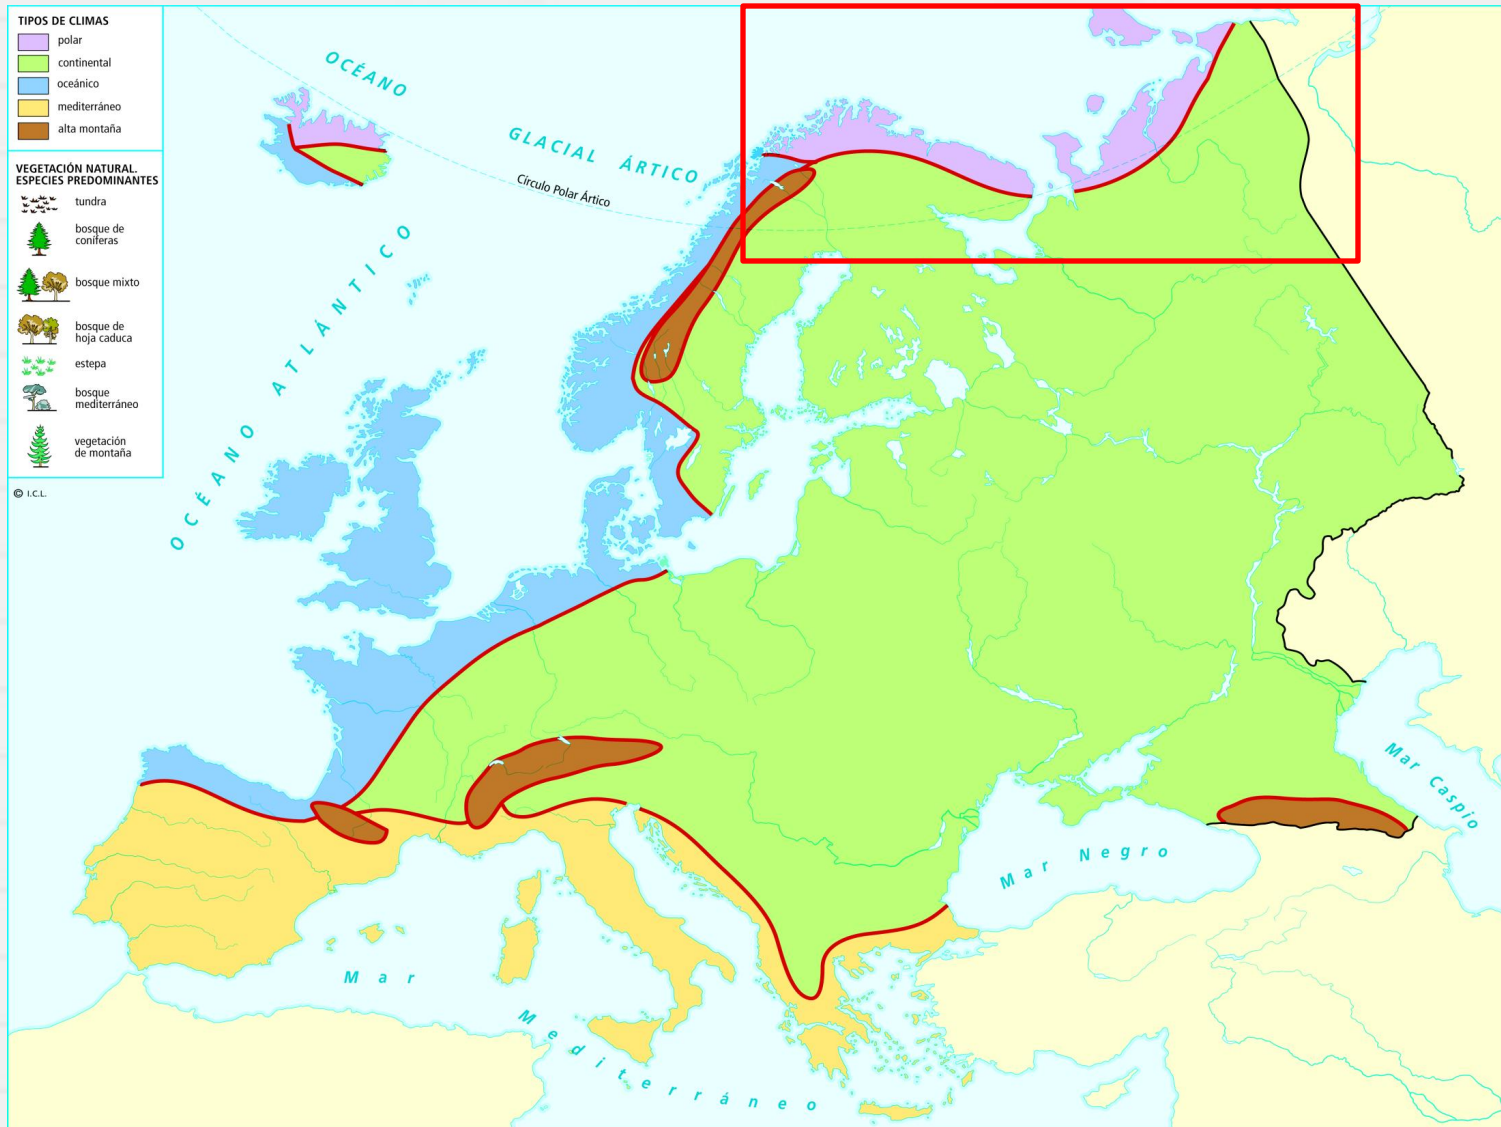 TIPOS DE CLIMAS
polar
continental
oceánico
mediterráneo
alta montaña
VEGETACIÓN NATURAL.
ESPECIES PREDOMINANTES
tundra
bosque de
coníferas
bosque mixto
bosque de
hoja caduca
estepa
bosque
mediterráneo
vegetación
de montaña
© I.C.L.
OCÉANO
GLACIAL ÁRTICO
Círculo Polar Ártico
OCÉANO ATLÁNTICO
Mar Caspio
Mar Negro
Mar
Mediterráneo